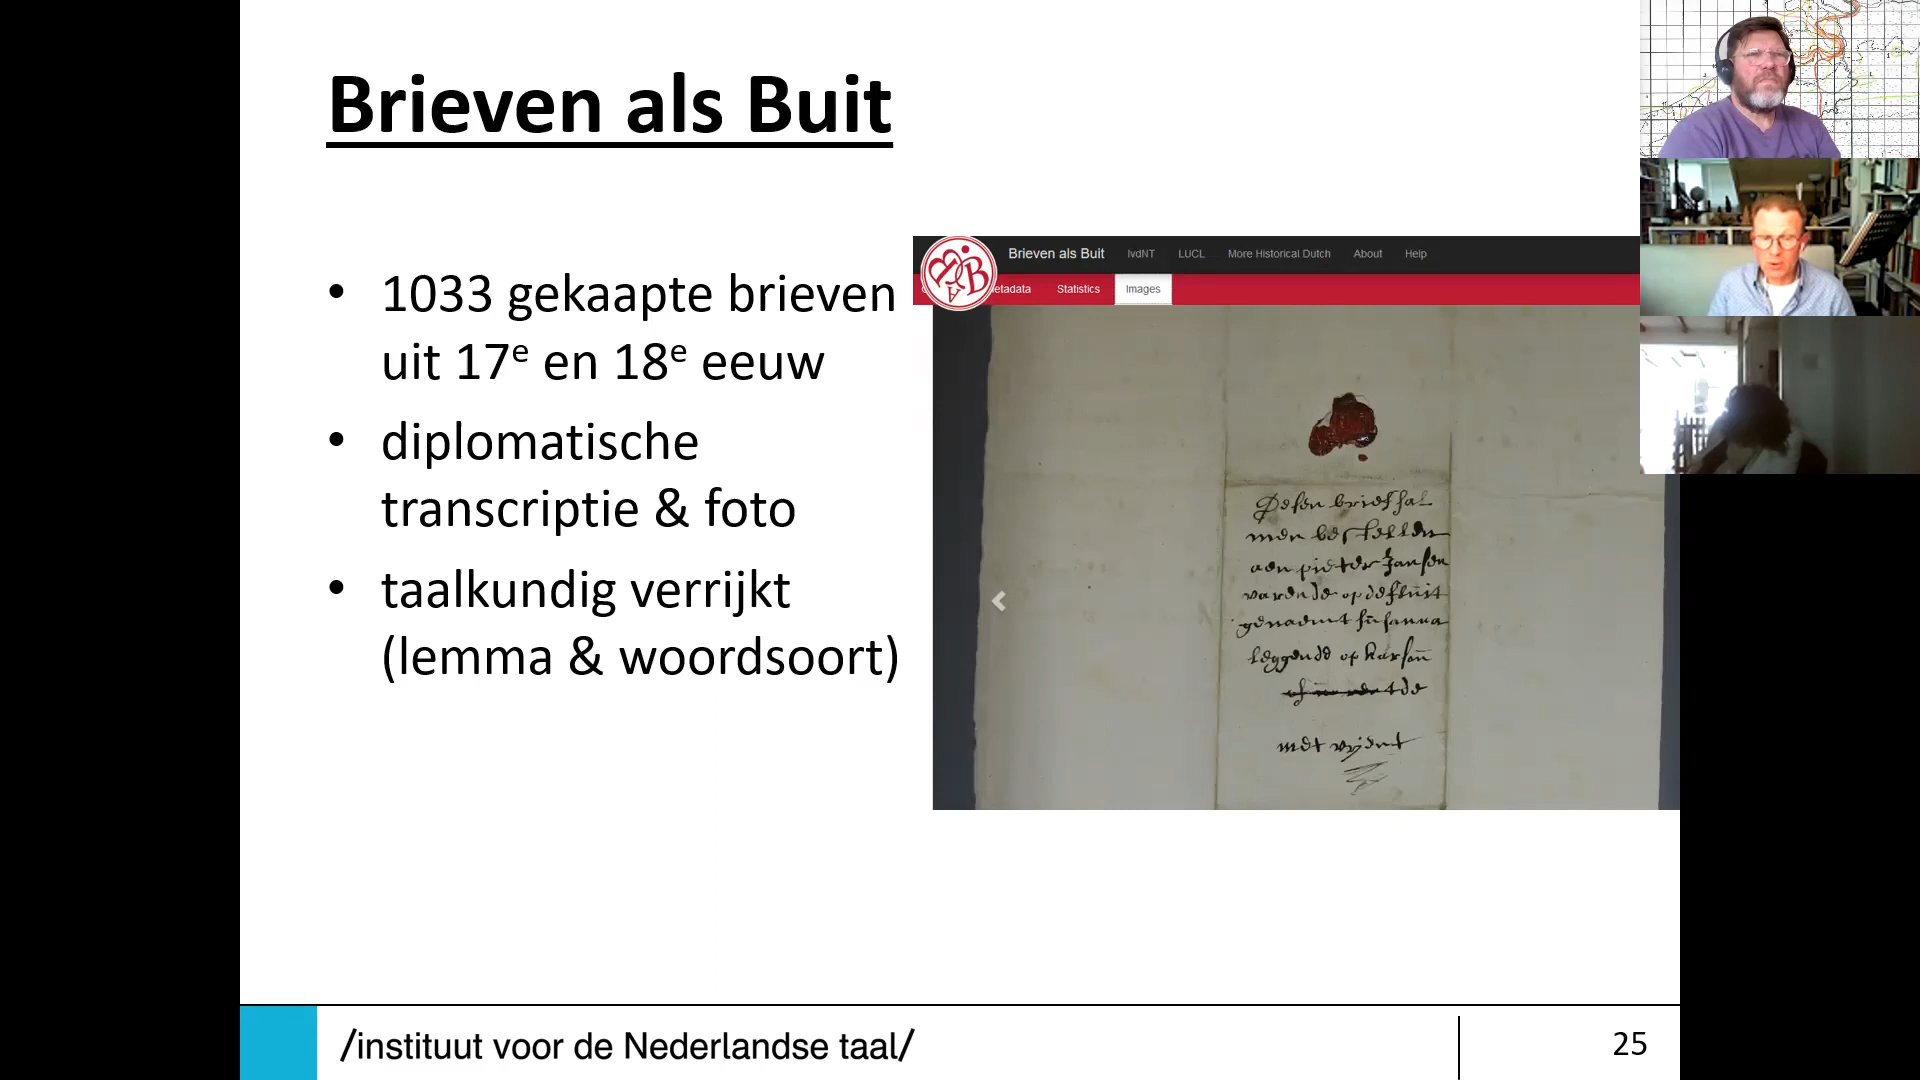 Brieven als Buit
• 1033 gekaapte brieven
uit 17e en 18e eeuw
• diplomatische
transcriptie & foto
• taalkundig verrijkt
(lemma & woordsoort)
Brieven als Buit IvdNT LUCL More Historical Dutch About Help
etadata Statistics Images
Desen brief sal
men bestellen
aen pieter Jansen
varende op de fluit
genaemt susanna
leggende op
met vrient
/instituut voor de Nederlandse taal/
25